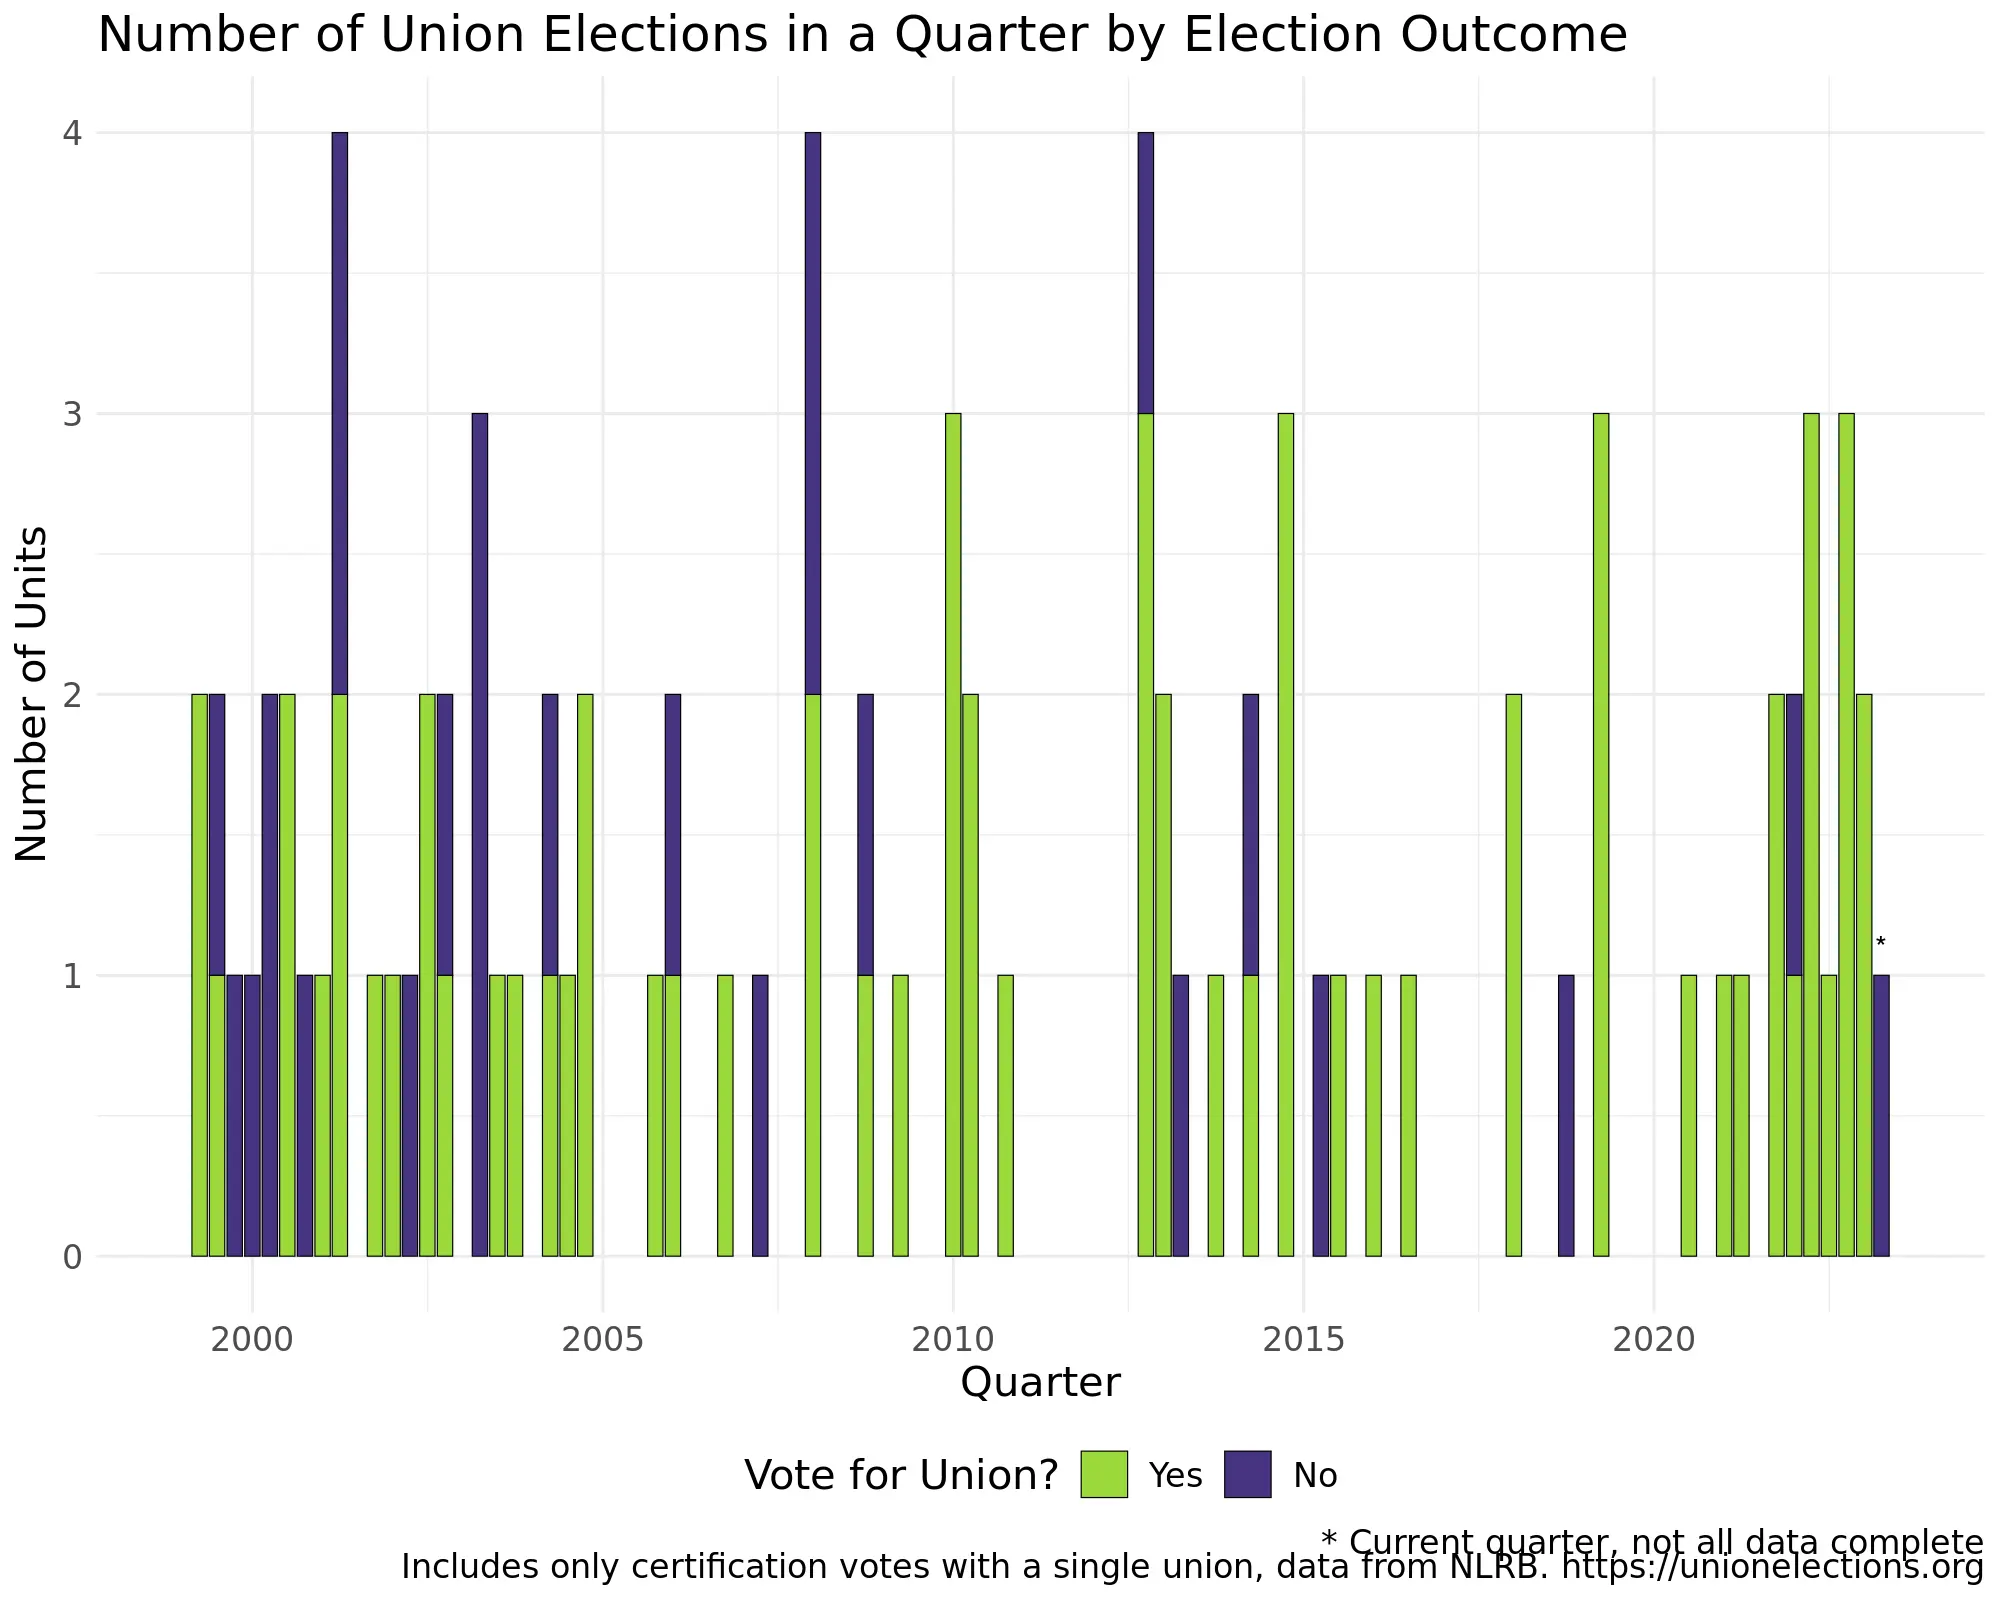 Number of Union Elections in a Quarter by Election Outcome
Number of Units
4
3
2
1
0
*
2000 2005 2010 2015 2020
Quarter
Vote for Union? Yes No
* Current quarter, not all data complete
Includes only certification votes with a single union, data from NLRB. https://unionelections.org